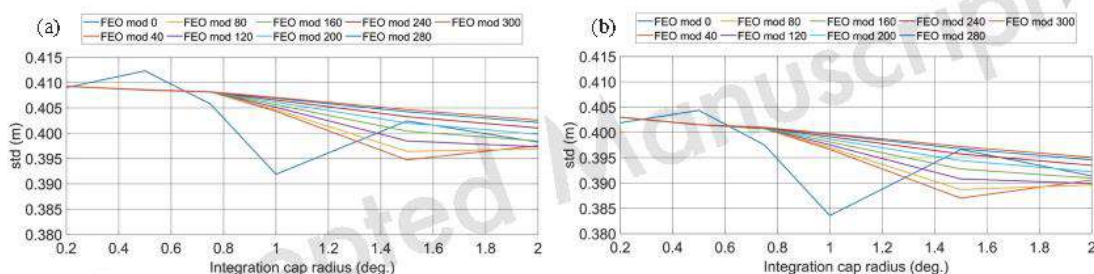 (a)
FEO mod 0 FEO mod 80 FEO mod 160 FEO mod 240 FEO mod 300
FEO mod 40 FEO mod 120 FEO mod 200 FEO mod 280
0.415
0.410
0.405
0.400
0.395
0.390
0.385
0.380
std (m)
0.2 0.4 0.6 0.8 1 1.2 1.4 1.6 1.8 2
Integration cap radius (deg.)
(b)
FEO mod 0 FEO mod 80 FEO mod 160 FEO mod 240 FEO mod 300
FEO mod 40 FEO mod 120 FEO mod 200 FEO mod 280
0.415
0.410
0.405
0.400
0.395
0.390
0.385
0.380
std (m)
0.2 0.4 0.6 0.8 1 1.2 1.4 1.6 1.8 2
Integration cap radius (deg.)
epted Manuscrip